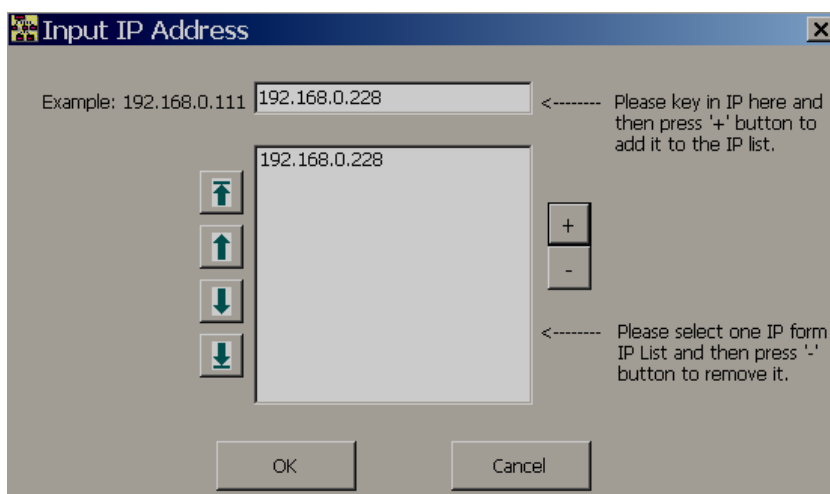 Input IP Address
Example: 192.168.0.111
192.168.0.228
<-------- Please key in IP here and
then press '+' button to
add it to the IP list.
192.168.0.228
+
-
<-------- Please select one IP form
IP List and then press '-'
button to remove it.
OK
Cancel